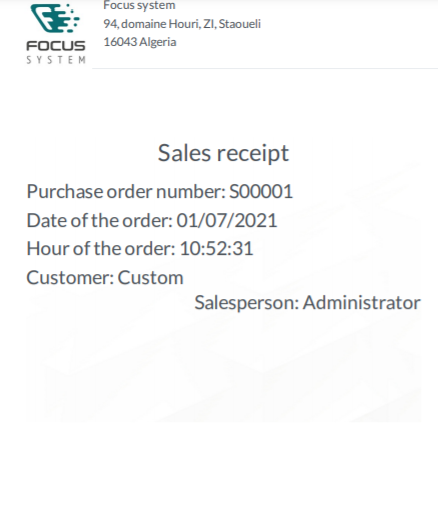 Focus system
94, domaine Houri, ZI, Staoueli
16043 Algeria
FOCUS
SYSTEM
Sales receipt
Purchase order number: S00001
Date of the order: 01/07/2021
Hour of the order: 10:52:31
Customer: Custom
Salesperson: Administrator